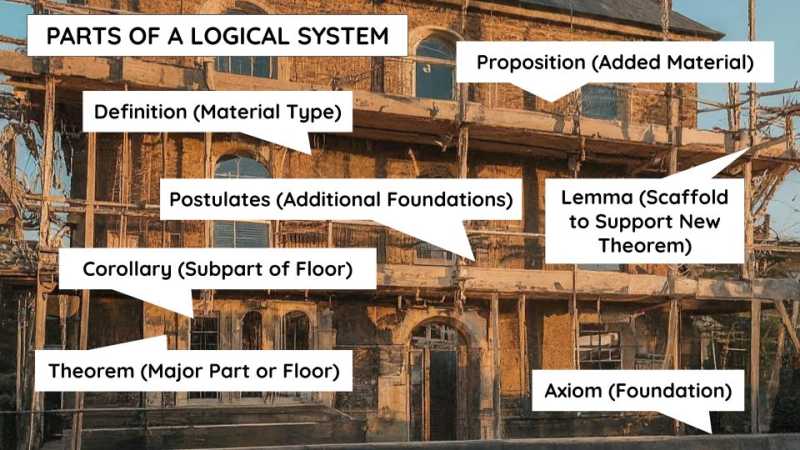 PARTS OF A LOGICAL SYSTEM
Proposition (Added Material)
Definition (Material Type)
Postulates (Additional Foundations)
Lemma (Scaffold
to Support New
Theorem)
Corollary (Subpart of Floor)
Theorem (Major Part or Floor)
Axiom (Foundation)